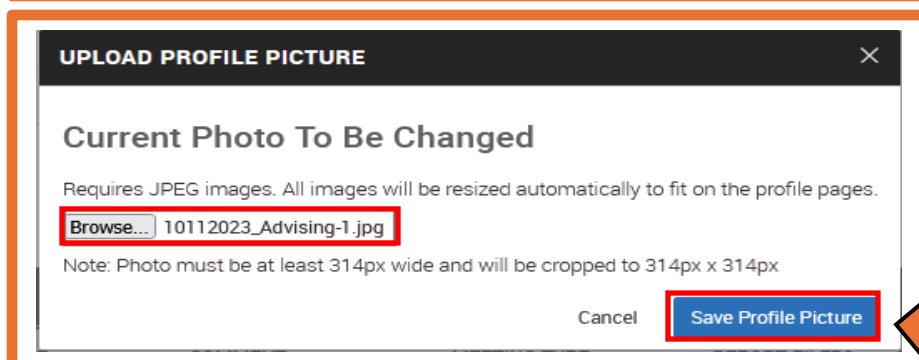 UPLOAD PROFILE PICTURE
Current Photo To Be Changed
Requires JPEG images. All images will be resized automatically to fit on the profile pages.
Browse... 10112023_Advising-1.jpg
Note: Photo must be at least 314px wide and will be cropped to 314px x 314px
Cancel Save Profile Picture